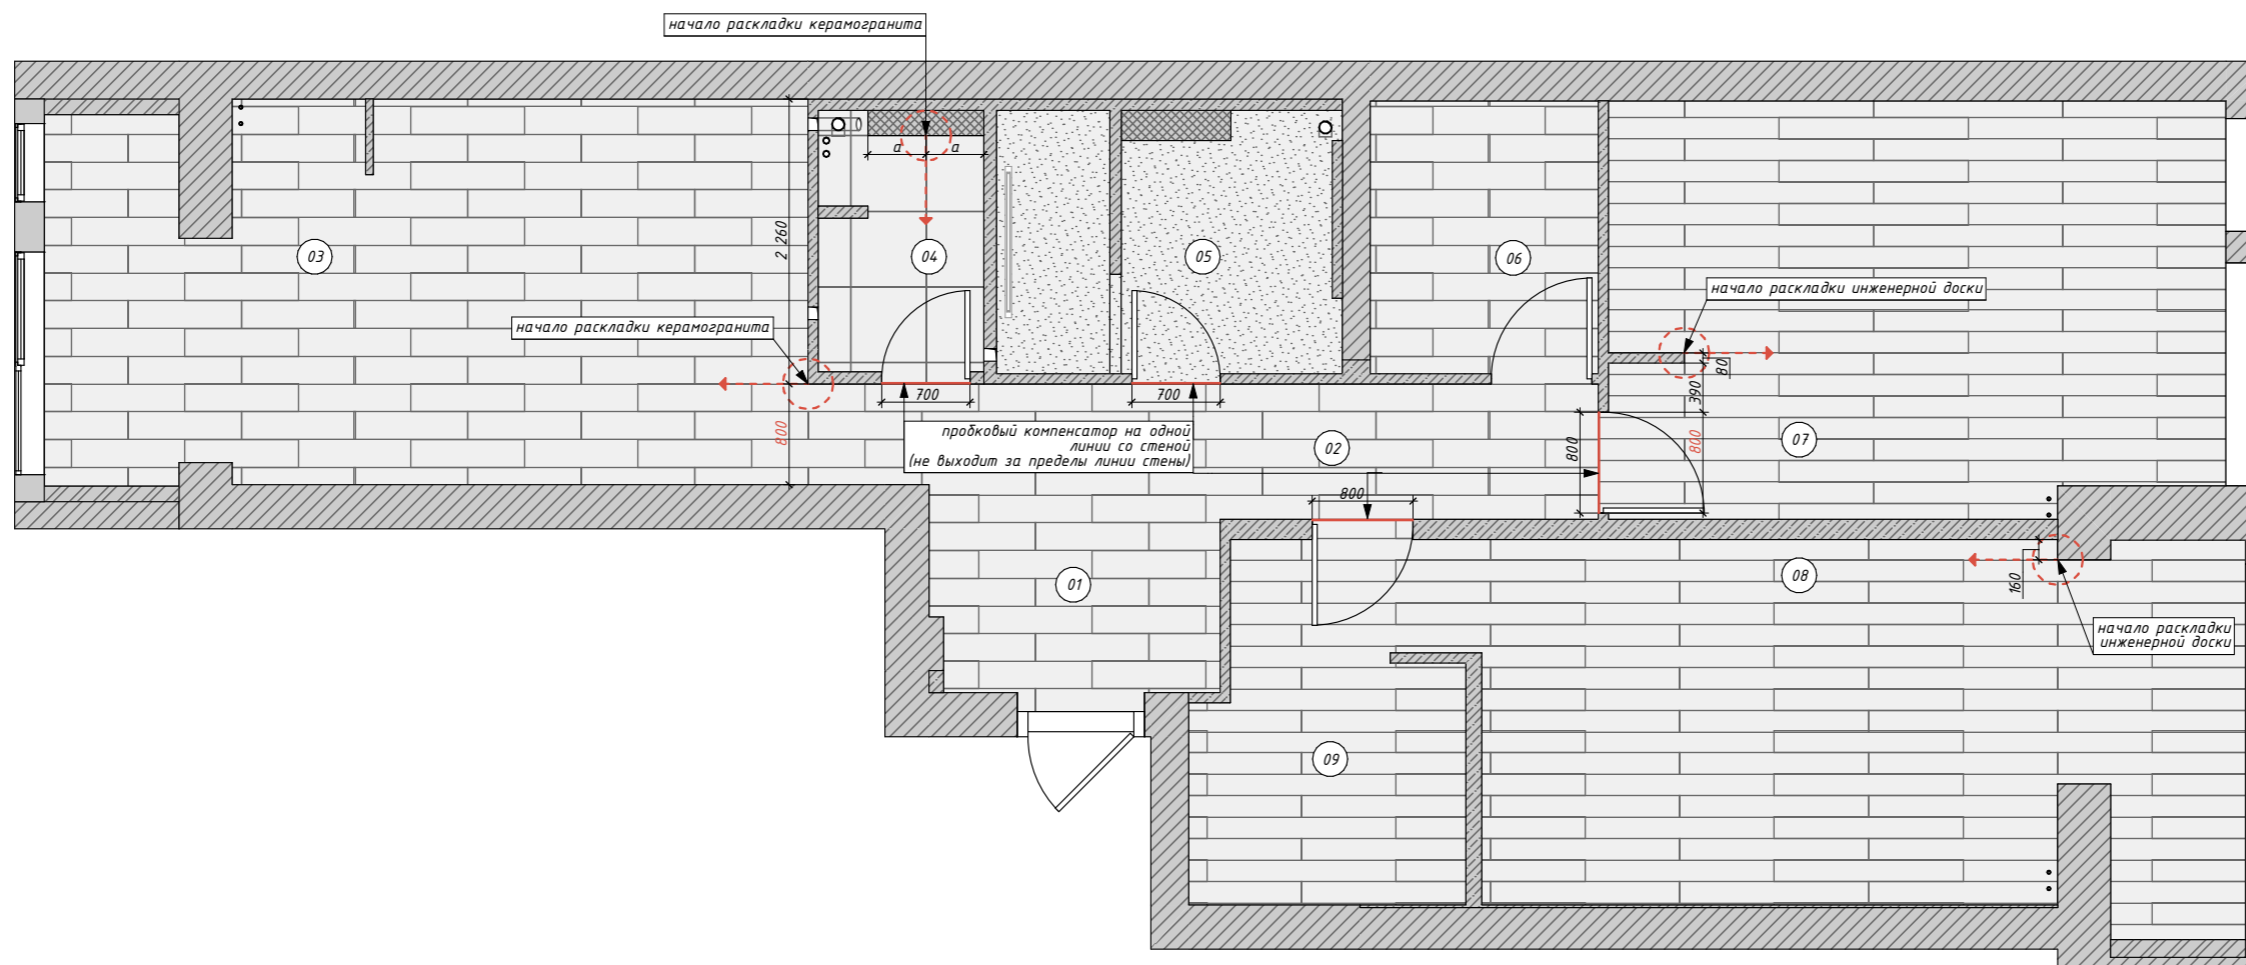 начало раскладки керамогранита
a
a
2 260
03
04
05
06
начало раскладки инженерной доски
начало раскладки керамогранита
80
390
700
700
800
пробковый компенсатор на одной
линии со стеной
(не выходит за пределы линии стены)
02
800
800
07
800
01
08
160
начало раскладки
инженерной доски
09